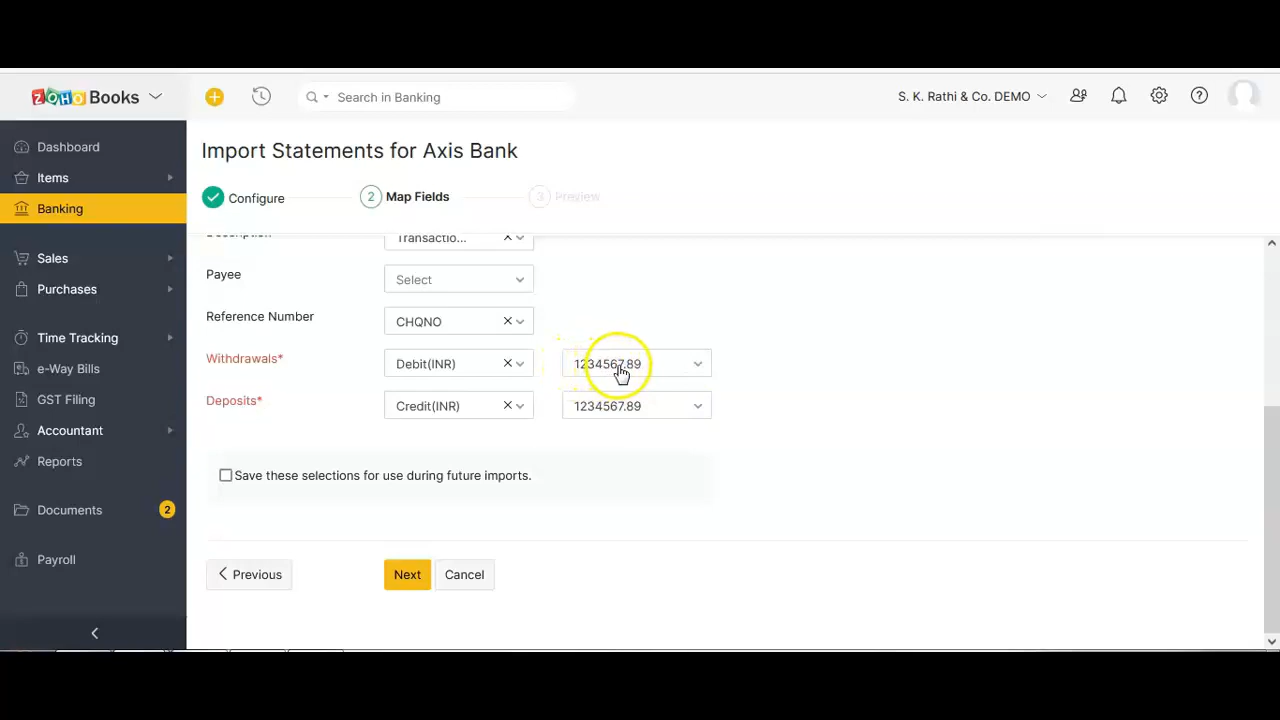 ZOHO Books
Search in Banking
S. K. Rathi & Co. DEMO
Dashboard
Items
Banking
Sales
Purchases
Time Tracking
e-Way Bills
GST Filing
Accountant
Reports
Documents 2
Payroll
Import Statements for Axis Bank
Configure
2 Map Fields
3 Preview
Description Transactio...
Payee Select
Reference Number CHQNO
Withdrawals* Debit(INR) 1234567.89
Deposits* Credit(INR) 1234567.89
Save these selections for use during future imports.
Previous Next Cancel